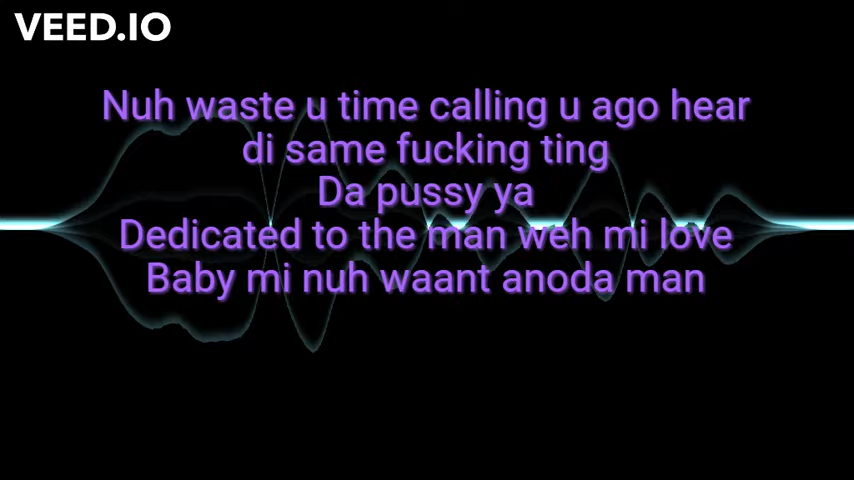 VEED.IO
Nuh waste u time calling u ago hear
di same fucking ting
Da pussy ya
Dedicated to the man weh mi love
Baby mi nuh waant anoda man